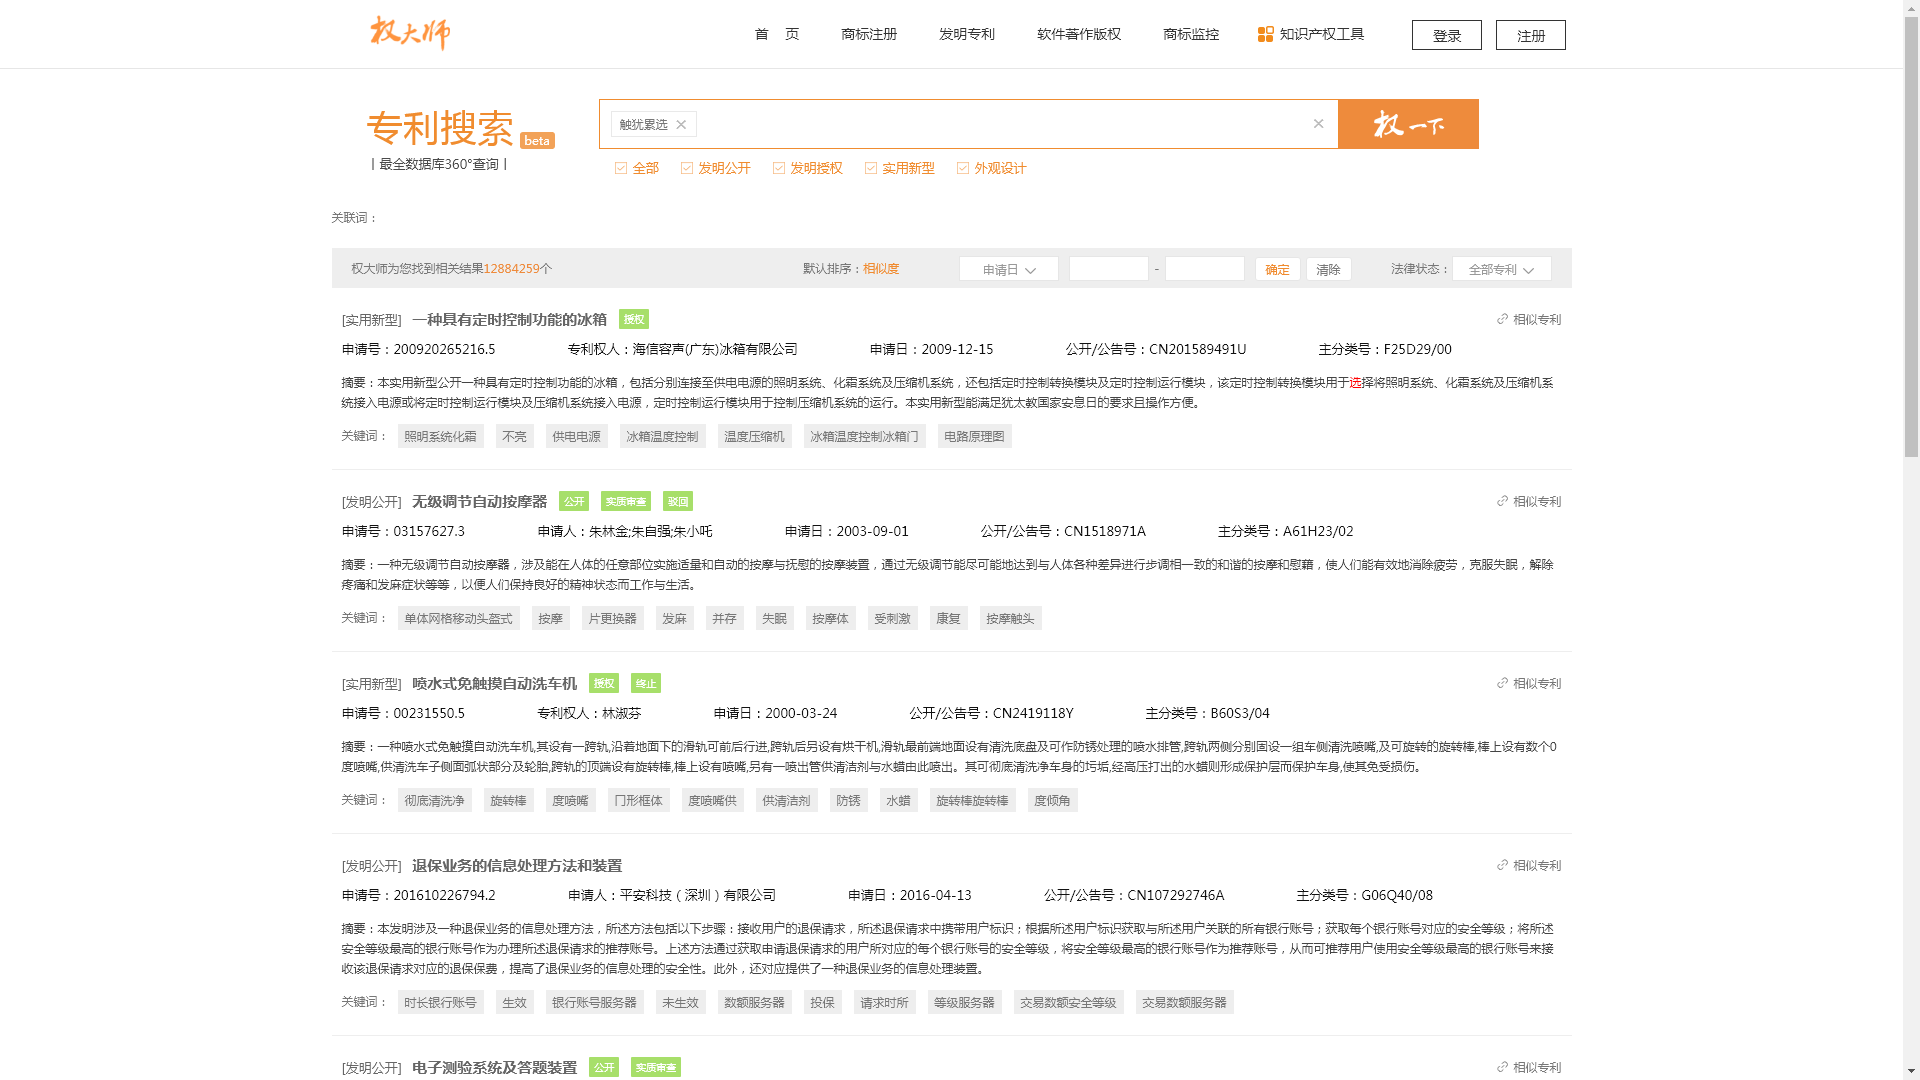 权大师
首 页
商标注册
发明专利
软件著作版权
商标监控
知识产权工具
登录
注册
专利搜索 beta
| 最全数据库360°查询 |
触犹累选
权一下
全部 发明公开 发明授权 实用新型 外观设计
关联词：
权大师为您找到相关结果12884259个
默认排序：相似度
申请日
-
确定
清除
法律状态：
全部专利
[实用新型] 一种具有定时控制功能的冰箱 授权
相似专利
申请号：200920265216.5 专利权人：海信容声(广东)冰箱有限公司 申请日：2009-12-15 公开/公告号：CN201589491U 主分类号：F25D29/00
摘要：本实用新型公开一种具有定时控制功能的冰箱，包括分别连接至供电电源的照明系统、化霜系统及压缩机系统，还包括定时控制转换模块及定时控制运行模块，该定时控制转换模块用于选择将照明系统、化霜系统及压缩机系
统接入电源或将定时控制运行模块及压缩机系统接入电源，定时控制运行模块用于控制压缩机系统的运行。本实用新型能满足犹太教国家安息日的要求且操作方便。
关键词： 照明系统化霜 不亮 供电电源 冰箱温度控制 温度压缩机 冰箱温度控制冰箱门 电路原理图
[发明公开] 无级调节自动按摩器 公开 实质审查 驳回
相似专利
申请号：03157627.3 申请人：朱林金;朱自强;朱小吒 申请日：2003-09-01 公开/公告号：CN1518971A 主分类号：A61H23/02
摘要：一种无级调节自动按摩器，涉及能在人体的任意部位实施适量和自动的按摩与抚慰的按摩装置，通过无级调节能尽可能地达到与人体各种差异进行步调相一致的和谐的按摩和慰藉，使人们能有效地消除疲劳，克服失眠，解除
疼痛和发麻症状等等，以便人们保持良好的精神状态而工作与生活。
关键词： 单体网格移动头盔式 按摩 片更换器 发麻 并存 失眠 按摩体 受刺激 康复 按摩触头
[实用新型] 喷水式免触摸自动洗车机 授权 终止
相似专利
申请号：00231550.5 专利权人：林淑芬 申请日：2000-03-24 公开/公告号：CN2419118Y 主分类号：B60S3/04
摘要：一种喷水式免触摸自动洗车机,其设有一跨轨,沿着地面下的滑轨可前后行进,跨轨后另设有烘干机,滑轨最前端地面设有清洗底盘及可作防锈处理的喷水排管,跨轨两侧分别固设一组车侧清洗喷嘴,及可旋转的旋转棒,棒上设有数个0
度喷嘴,供清洗车子侧面弧状部分及轮胎,跨轨的顶端设有旋转棒,棒上设有喷嘴,另有一喷出管供清洁剂与水蜡由此喷出。其可彻底清洗净车身的污垢,经高压打出的水蜡则形成保护层而保护车身,使其免受损伤。
关键词： 彻底清洗净 旋转棒 度喷嘴 冂形框体 度喷嘴供 供清洁剂 防锈 水蜡 旋转棒旋转棒 度倾角
[发明公开] 退保业务的信息处理方法和装置
相似专利
申请号：201610226794.2 申请人：平安科技（深圳）有限公司 申请日：2016-04-13 公开/公告号：CN107292746A 主分类号：G06Q40/08
摘要：本发明涉及一种退保业务的信息处理方法，所述方法包括以下步骤：接收用户的退保请求，所述退保请求中携带用户标识；根据所述用户标识获取与所述用户关联的所有银行账号；获取每个银行账号对应的安全等级；将所述
安全等级最高的银行账号作为办理所述退保请求的推荐账号。上述方法通过获取申请退保请求的用户所对应的每个银行账号的安全等级，将安全等级最高的银行账号作为推荐账号，从而可推荐用户使用安全等级最高的银行账号来接
收该退保请求对应的退保保费，提高了退保业务的信息处理的安全性。此外，还对应提供了一种退保业务的信息处理装置。
关键词： 时长银行账号 生效 银行账号服务器 未生效 数额服务器 投保 请求时所 等级服务器 交易数额安全等级 交易数额服务器
[发明公开] 电子测验系统及答题装置 公开 实质审查
相似专利